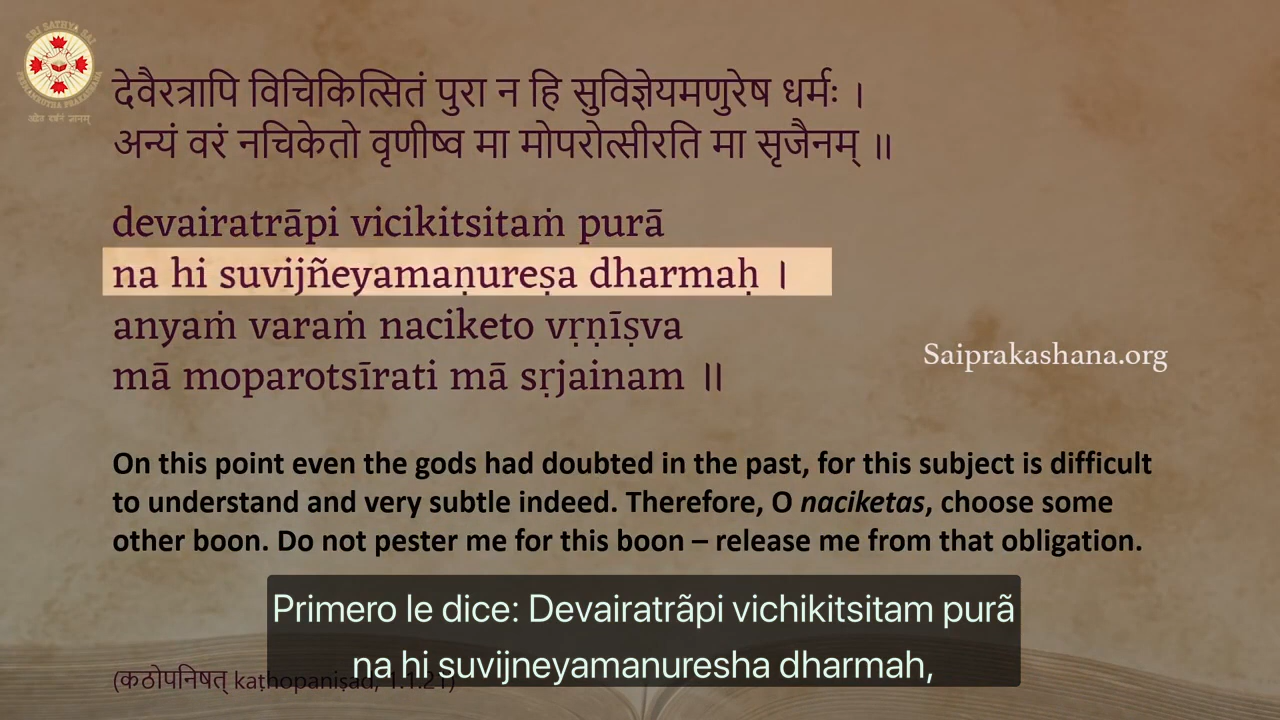 SRI SATHYA SAI
देवैरत्रापि विचिकित्सितं पुरा न हि सुविज्ञेयमणुरेष धर्मः ।
अन्यं वरं नचिकेतो वृणीष्व मा मोपरोत्सीरति मा सृजैनम् ॥
devairatrāpi vicikitsitaṁ purā
na hi suvijñeyamaṇureṣa dharmaḥ ।
anyaṁ varaṁ naciketo vṛṇīṣva
mā moparotsīrati mā sṛjainam ॥
Saiprakashana.org
On this point even the gods had doubted in the past, for this subject is difficult
to understand and very subtle indeed. Therefore, O naciketas, choose some
other boon. Do not pester me for this boon – release me from that obligation.
Primero le dice: Devairatrãpi vichikitsitam purã
na hi suvijneyamanuresha dharmah,
(कठोपनिषत् kaṭhopaniṣad, 1.1.21)